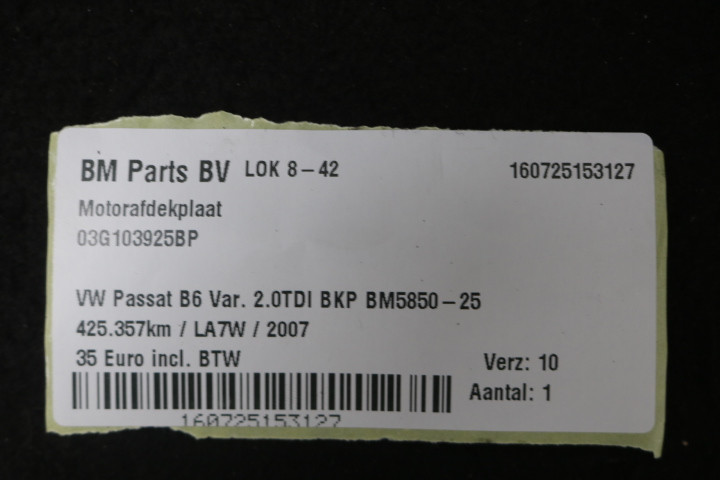 BM Parts BV LOK 8-42 160725153127
Motorafdekplaat
03G103925BP
VW Passat B6 Var. 2.0TDI BKP BM5850-25
425.357km / LA7W / 2007
35 Euro incl. BTW Verz: 10
Aantal: 1
160725153127